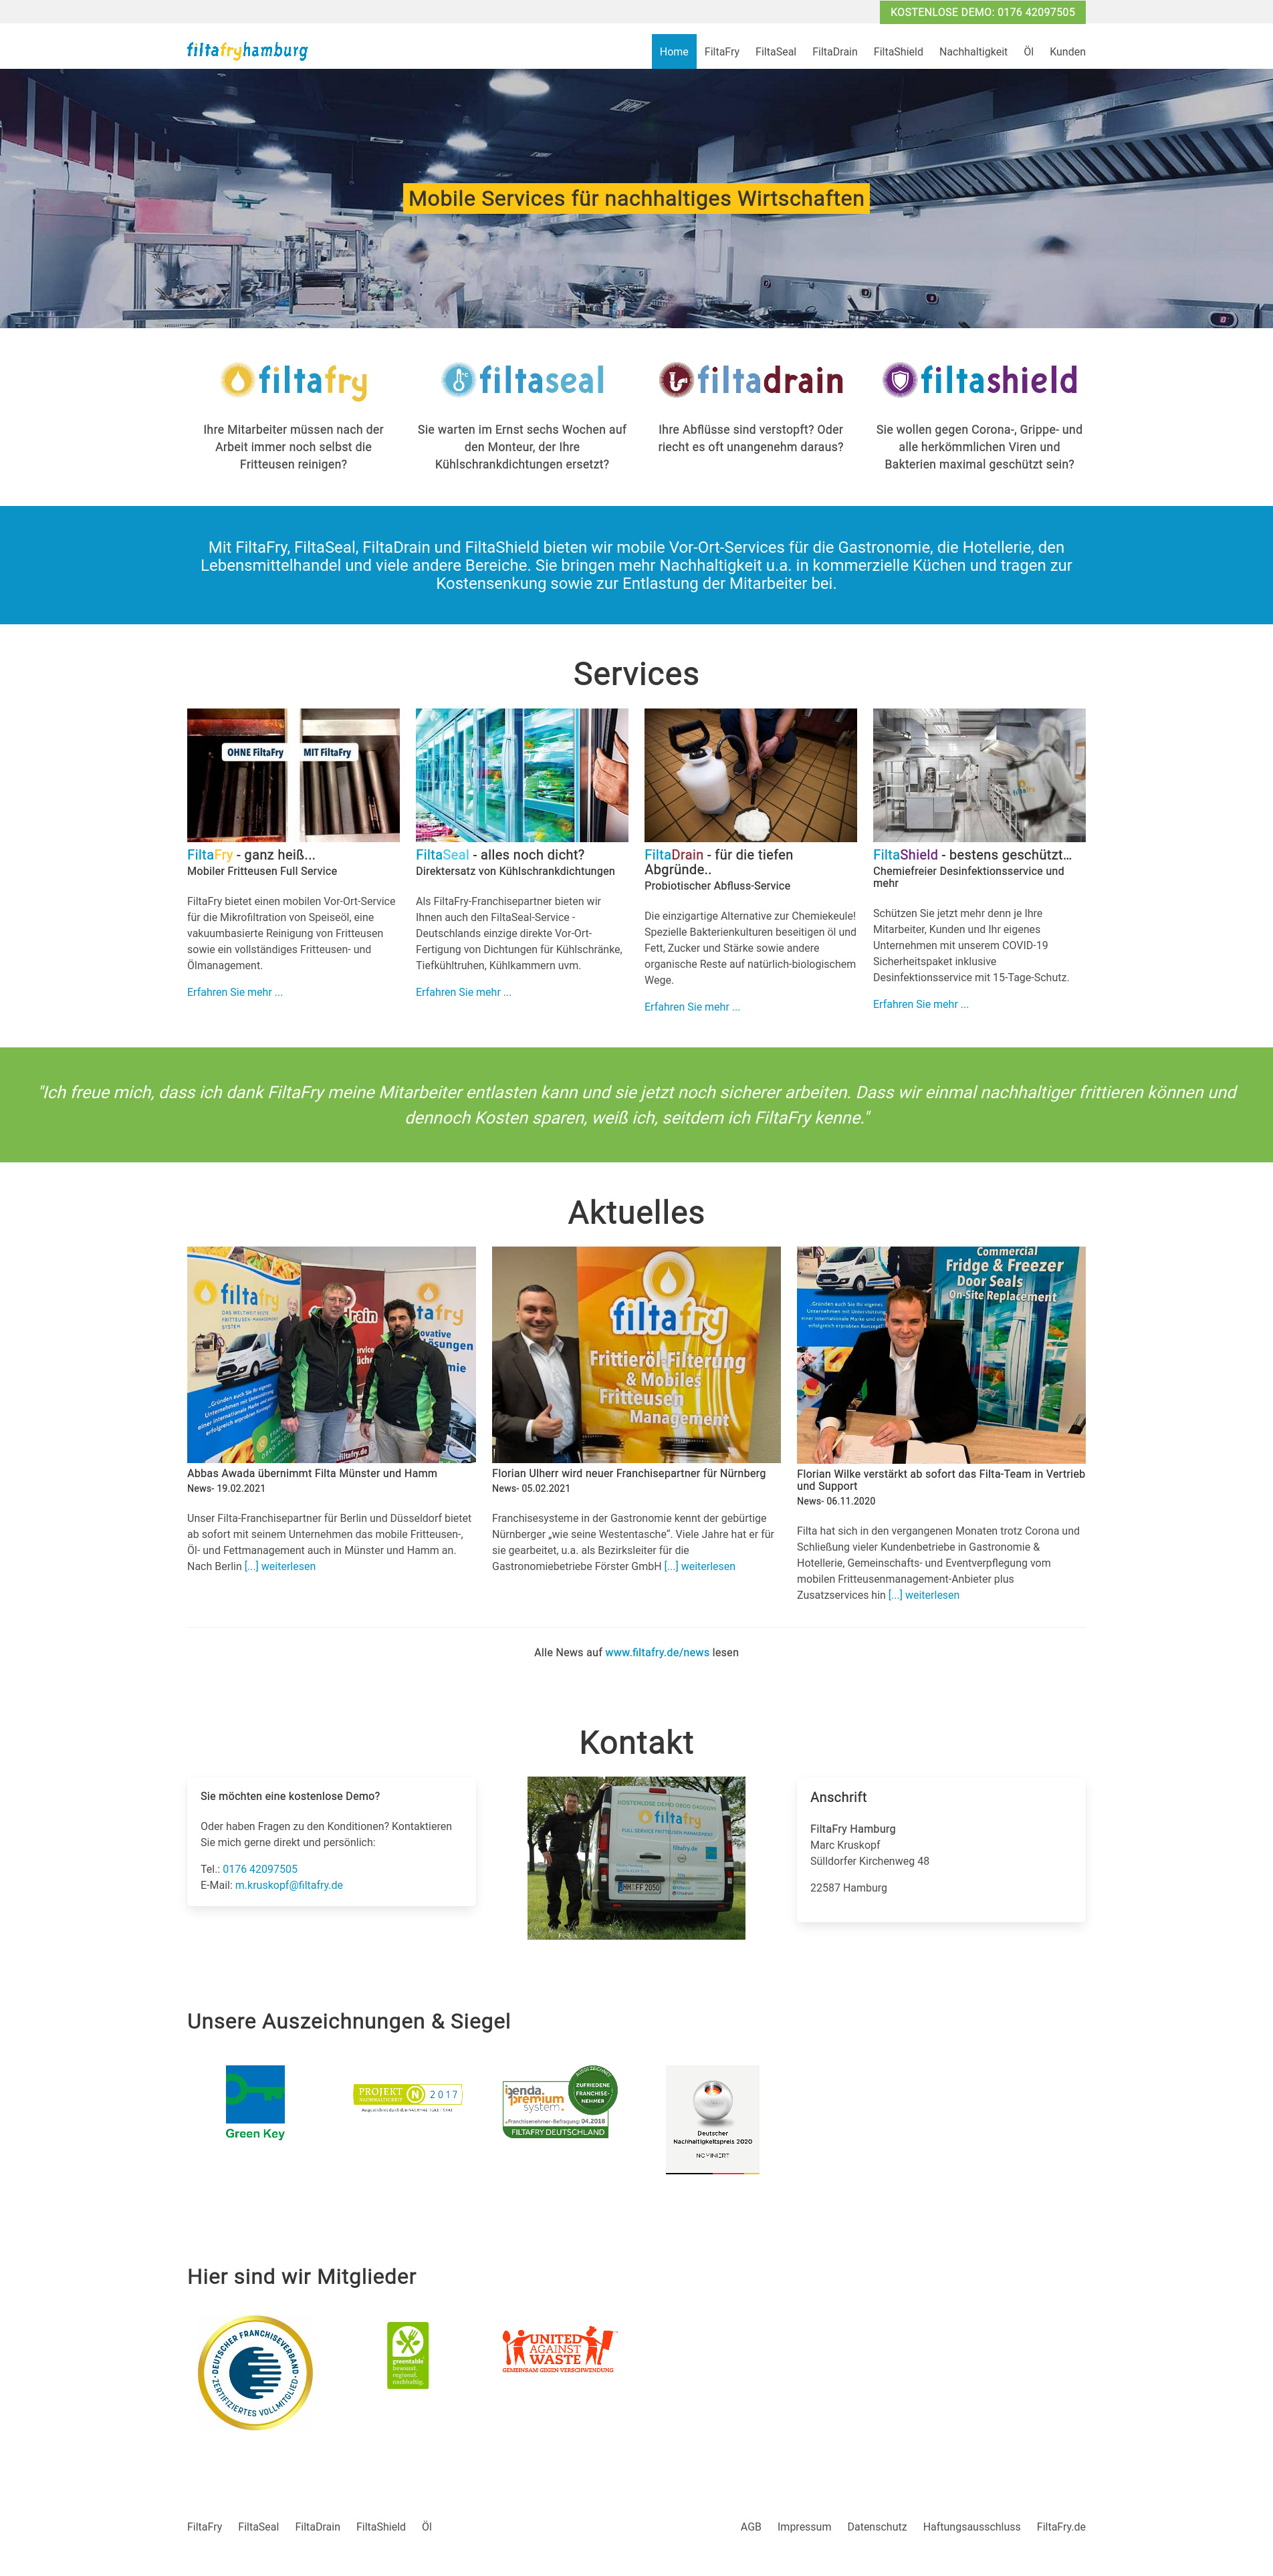 KOSTENLOSE DEMO: 0176 42097505
filtafryhamburg
Home FiltaFry FiltaSeal FiltaDrain FiltaShield Nachhaltigkeit Öl Kunden
Mobile Services für nachhaltiges Wirtschaften
filtafry
Ihre Mitarbeiter müssen nach der
Arbeit immer noch selbst die
Fritteusen reinigen?
°C filtaseal
Sie warten im Ernst sechs Wochen auf
den Monteur, der Ihre
Kühlschrankdichtungen ersetzt?
filtadrain
Ihre Abflüsse sind verstopft? Oder
riecht es oft unangenehm daraus?
filtashield
Sie wollen gegen Corona-, Grippe- und
alle herkömmlichen Viren und
Bakterien maximal geschützt sein?
Mit FiltaFry, FiltaSeal, FiltaDrain und FiltaShield bieten wir mobile Vor-Ort-Services für die Gastronomie, die Hotellerie, den
Lebensmittelhandel und viele andere Bereiche. Sie bringen mehr Nachhaltigkeit u.a. in kommerzielle Küchen und tragen zur
Kostensenkung sowie zur Entlastung der Mitarbeiter bei.
Services
OHNE FiltaFry MIT FiltaFry
FiltaFry - ganz heiß...
Mobiler Fritteusen Full Service
FiltaFry bietet einen mobilen Vor-Ort-Service
für die Mikrofiltration von Speiseöl, eine
vakuumbasierte Reinigung von Fritteusen
sowie ein vollständiges Fritteusen- und
Ölmanagement.
Erfahren Sie mehr ...
FiltaSeal - alles noch dicht?
Direktersatz von Kühlschrankdichtungen
Als FiltaFry-Franchisepartner bieten wir
Ihnen auch den FiltaSeal-Service -
Deutschlands einzige direkte Vor-Ort-
Fertigung von Dichtungen für Kühlschränke,
Tiefkühltruhen, Kühlkammern uvm.
Erfahren Sie mehr ...
FiltaDrain - für die tiefen
Abgründe..
Probiotischer Abfluss-Service
Die einzigartige Alternative zur Chemiekeule!
Spezielle Bakterienkulturen beseitigen öl und
Fett, Zucker und Stärke sowie andere
organische Reste auf natürlich-biologischem
Wege.
Erfahren Sie mehr ...
filtafry
FiltaShield - bestens geschützt...
Chemiefreier Desinfektionsservice und
mehr
Schützen Sie jetzt mehr denn je Ihre
Mitarbeiter, Kunden und Ihr eigenes
Unternehmen mit unserem COVID-19
Sicherheitspaket inklusive
Desinfektionsservice mit 15-Tage-Schutz.
Erfahren Sie mehr ...
"Ich freue mich, dass ich dank FiltaFry meine Mitarbeiter entlasten kann und sie jetzt noch sicherer arbeiten. Dass wir einmal nachhaltiger frittieren können und
dennoch Kosten sparen, weiß ich, seitdem ich FiltaFry kenne."
Aktuelles
filtafry
DAS WELTWEIT BESTE
FRITTEUSEN-MANAGEMENT
SYSTEM
Abbas Awada übernimmt Filta Münster und Hamm
News- 19.02.2021
Unser Filta-Franchisepartner für Berlin und Düsseldorf bietet
ab sofort mit seinem Unternehmen das mobile Fritteusen-,
Öl- und Fettmanagement auch in Münster und Hamm an.
Nach Berlin [...] weiterlesen
filtafry
Frittieröl-Filterung
& Mobiles
Fritteusen
Management
Florian Ulherr wird neuer Franchisepartner für Nürnberg
News- 05.02.2021
Franchisesysteme in der Gastronomie kennt der gebürtige
Nürnberger „wie seine Westentasche“. Viele Jahre hat er für
sie gearbeitet, u.a. als Bezirksleiter für die
Gastronomiebetriebe Förster GmbH [...] weiterlesen
Commercial
Fridge & Freezer
Door Seals
On-Site Replacement
Florian Wilke verstärkt ab sofort das Filta-Team in Vertrieb
und Support
News- 06.11.2020
Filta hat sich in den vergangenen Monaten trotz Corona und
Schließung vieler Kundenbetriebe in Gastronomie &
Hotellerie, Gemeinschafts- und Eventverpflegung vom
mobilen Fritteusenmanagement-Anbieter plus
Zusatzservices hin [...] weiterlesen
Alle News auf www.filtafry.de/news lesen
Kontakt
Sie möchten eine kostenlose Demo?
Oder haben Fragen zu den Konditionen? Kontaktieren
Sie mich gerne direkt und persönlich:
Tel.: 0176 42097505
E-Mail: m.kruskopf@filtafry.de
filtafry
FULL SERVICE FRITTEUSEN MANAGEMENT
HH FF 2050
Anschrift
FiltaFry Hamburg
Marc Kruskopf
Sülldorfer Kirchenweg 48
22587 Hamburg
Unsere Auszeichnungen & Siegel
Green Key
PROJEKT N 2017
NACHHALTIGKEIT
igenda
premium
system.
ZUFRIEDENE
FRANCHISE-
NEHMER
Franchisenehmer-Befragung: 04.2018
FILTAFRY DEUTSCHLAND
Deutscher
Nachhaltigkeitspreis 2020
NOMINIERT
Hier sind wir Mitglieder
DEUTSCHER FRANCHISEVERBAND
ZERTIFIZIERTES VOLLMITGLIED
greentable
bewusst.
regional.
nachhaltig.
UNITED
AGAINST
WASTE
GEMEINSAM GEGEN VERSCHWENDUNG
FiltaFry FiltaSeal FiltaDrain FiltaShield Öl
AGB Impressum Datenschutz Haftungsausschluss FiltaFry.de